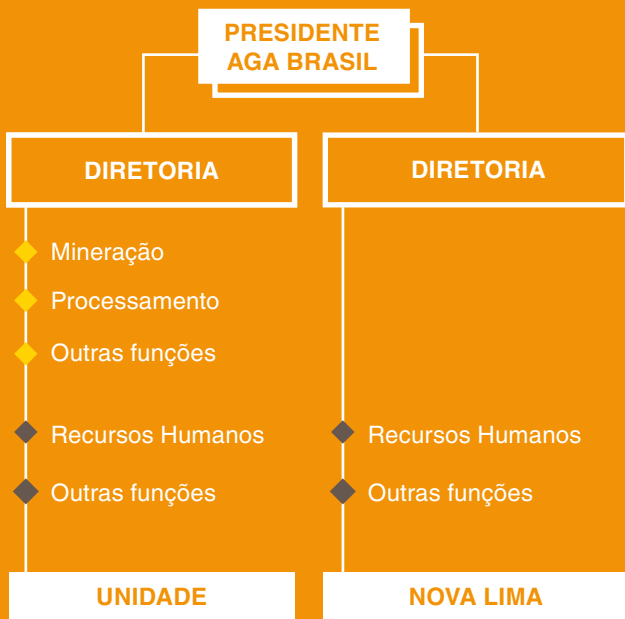 PRESIDENTE
AGA BRASIL
DIRETORIA
Mineração
Processamento
Outras funções
Recursos Humanos
Outras funções
UNIDADE
DIRETORIA
Recursos Humanos
Outras funções
NOVA LIMA